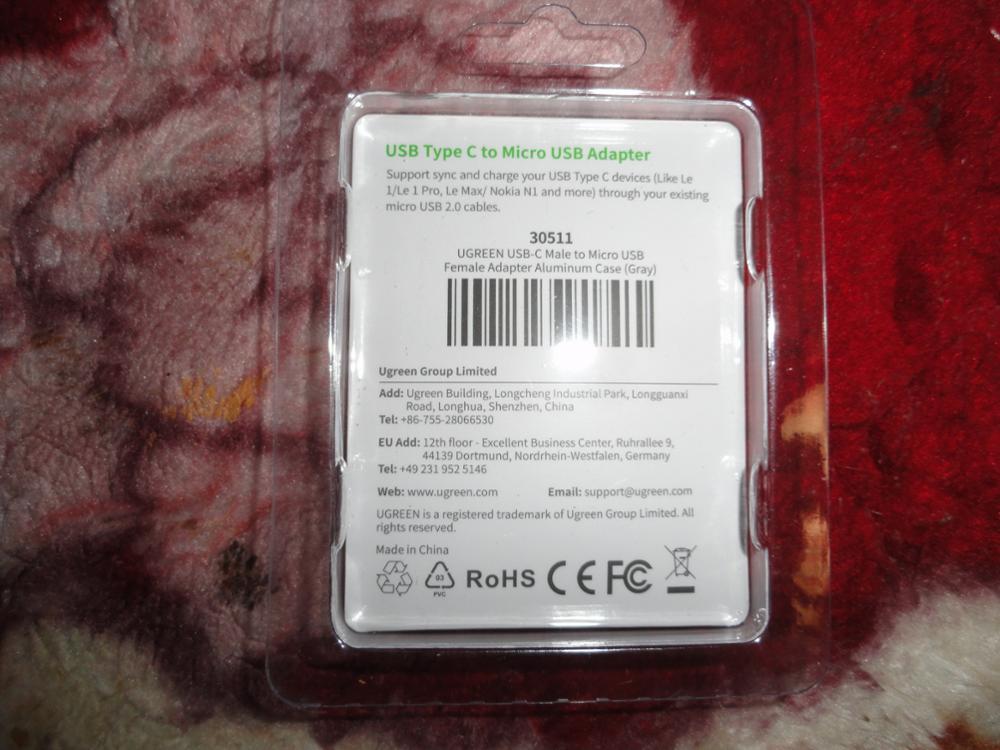 USB Type C to Micro USB Adapter
Support sync and charge your USB Type C devices (Like Le
1/Le 1 Pro, Le Max/ Nokia N1 and more) through your existing
micro USB 2.0 cables.
30511
UGREEN USB-C Male to Micro USB
Female Adapter Aluminum Case (Gray)
Ugreen Group Limited
Add: Ugreen Building, Longcheng Industrial Park, Longguanxi
Road, Longhua, Shenzhen, China
Tel: +86-755-28066530
EU Add: 12th floor - Excellent Business Center, Ruhrallee 9,
44139 Dortmund, Nordrhein-Westfalen, Germany
Tel: +49 231 952 5146
Web: www.ugreen.com Email: support@ugreen.com
UGREEN is a registered trademark of Ugreen Group Limited. All
rights reserved.
Made in China
03 RoHS CE FC
PVC